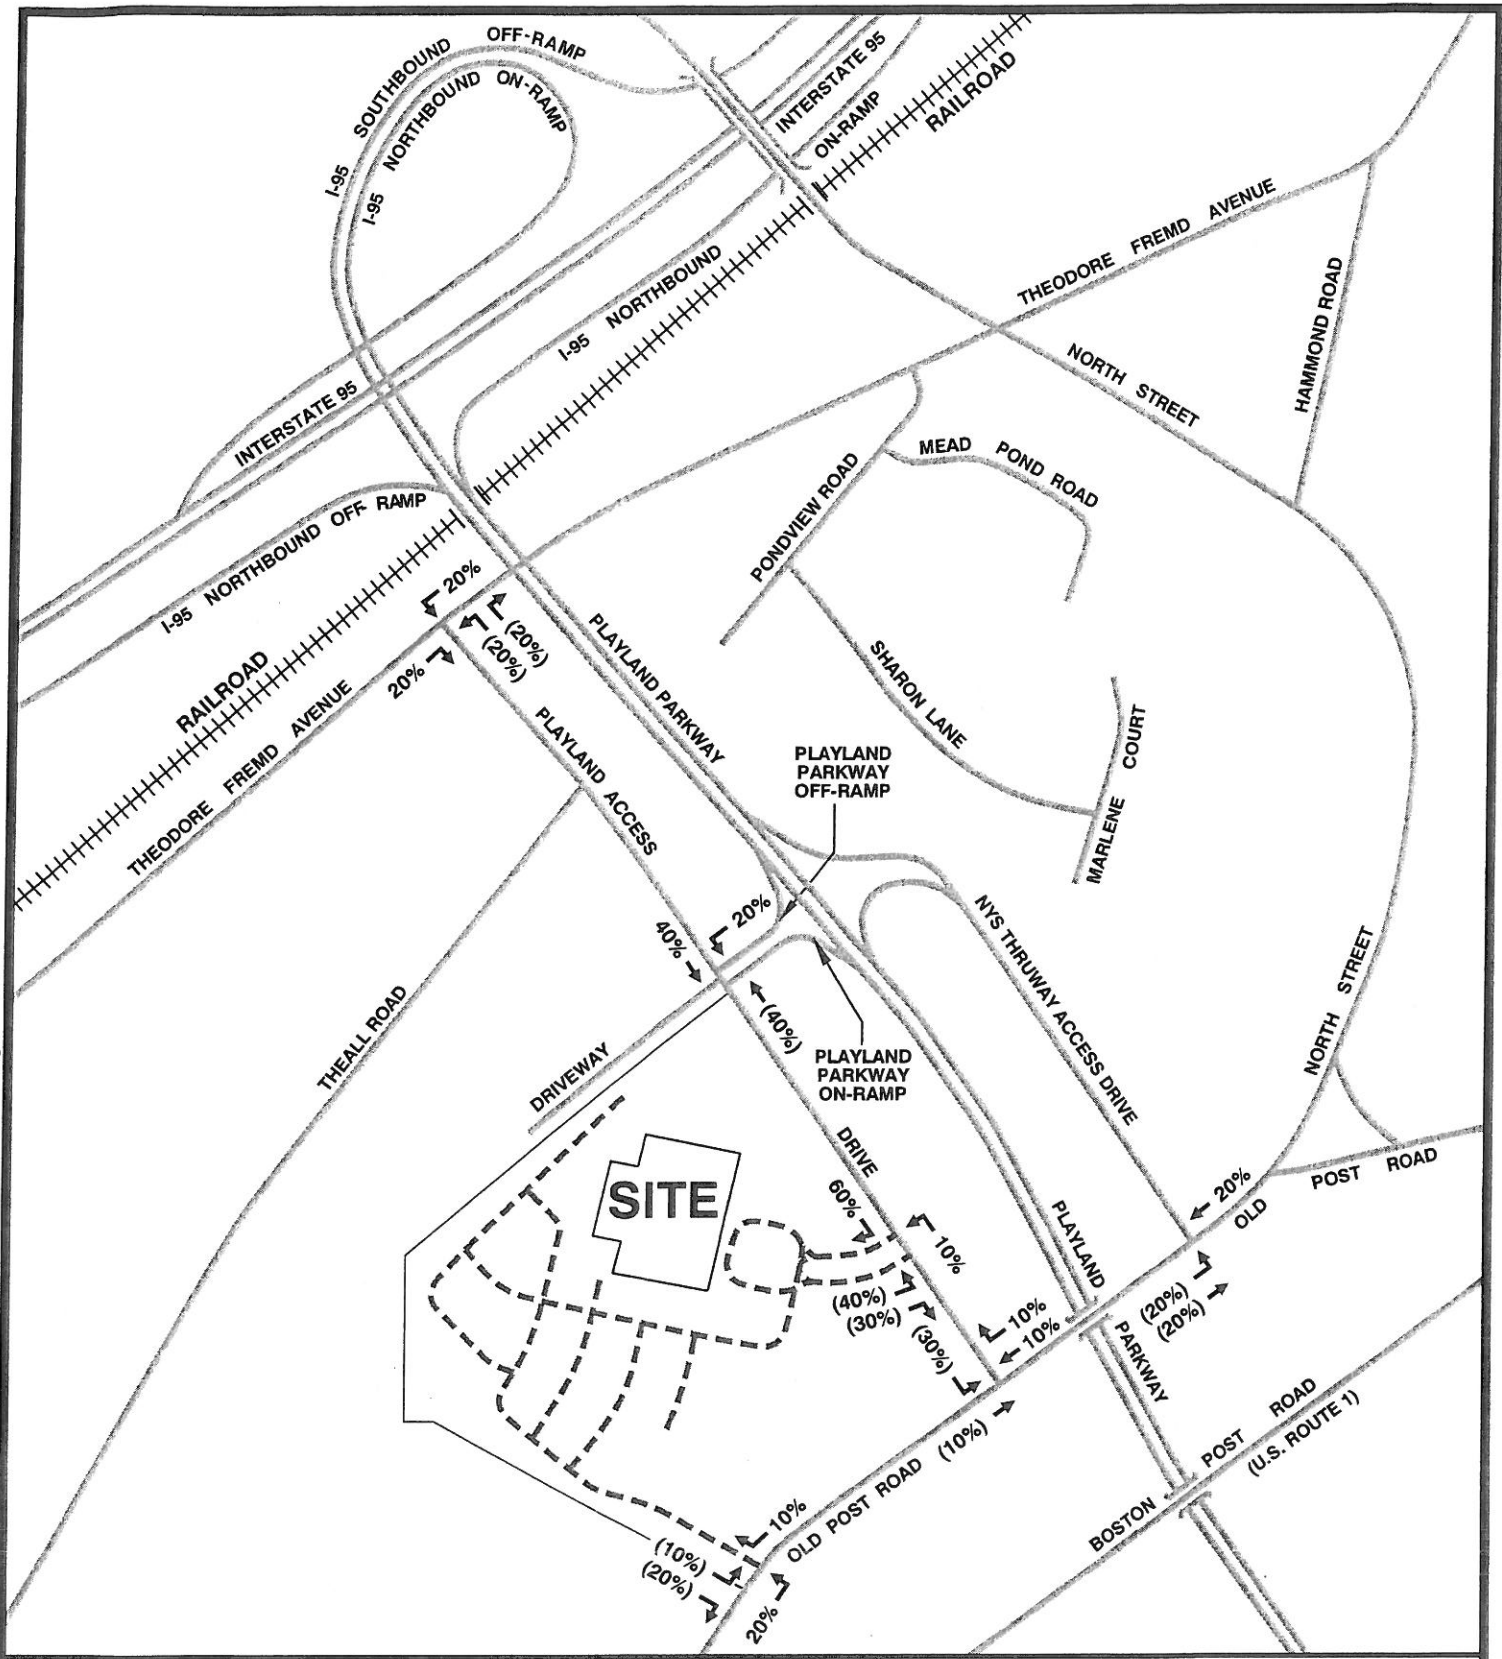 I-95 SOUTHBOUND OFF-RAMP
I-95 NORTHBOUND ON-RAMP
INTERSTATE 95
ON-RAMP
RAILROAD
THEODORE FREMD AVENUE
HAMMOND ROAD
I-95 NORTHBOUND
NORTH STREET
INTERSTATE 95
MEAD POND ROAD
PONDVIEW ROAD
I-95 NORTHBOUND OFF- RAMP
20%
(20%)
(20%)
20%
PLAYLAND PARKWAY
RAILROAD
THEODORE FREMD AVENUE
SHARON LANE
MARLENE COURT
PLAYLAND ACCESS
PLAYLAND
PARKWAY
OFF-RAMP
20%
40%
(40%)
NYS THRUWAY ACCESS DRIVE
NORTH STREET
THEALL ROAD
DRIVEWAY
PLAYLAND
PARKWAY
ON-RAMP
DRIVE
POST ROAD
SITE
60%
10%
20%
OLD
PLAYLAND
(40%)
(30%)
(30%)
10%
10%
(20%)
(20%)
PARKWAY
(10%)
POST ROAD
(U.S. ROUTE 1)
BOSTON
OLD POST ROAD
10%
(10%)
(20%)
20%